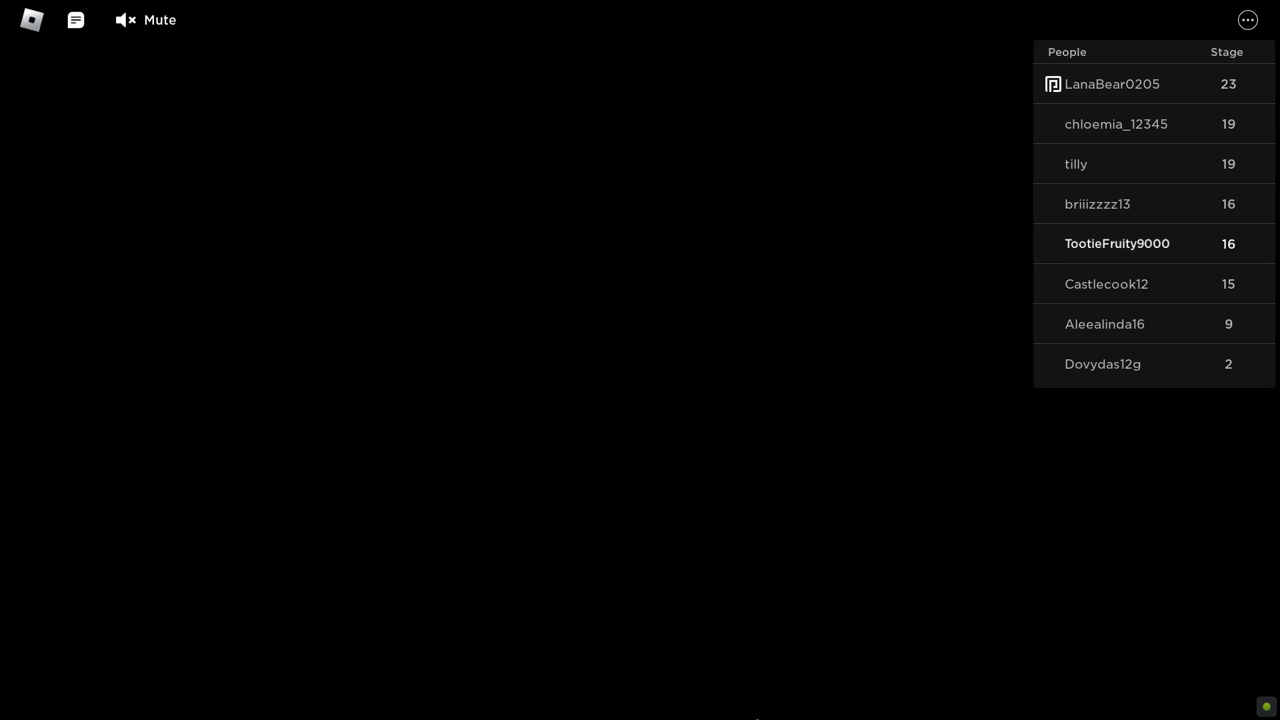 Mute
People Stage
LanaBear0205 23
chloemia_12345 19
tilly 19
briiizzzz13 16
TootieFruity9000 16
Castlecook12 15
Aleealinda16 9
Dovydas12g 2